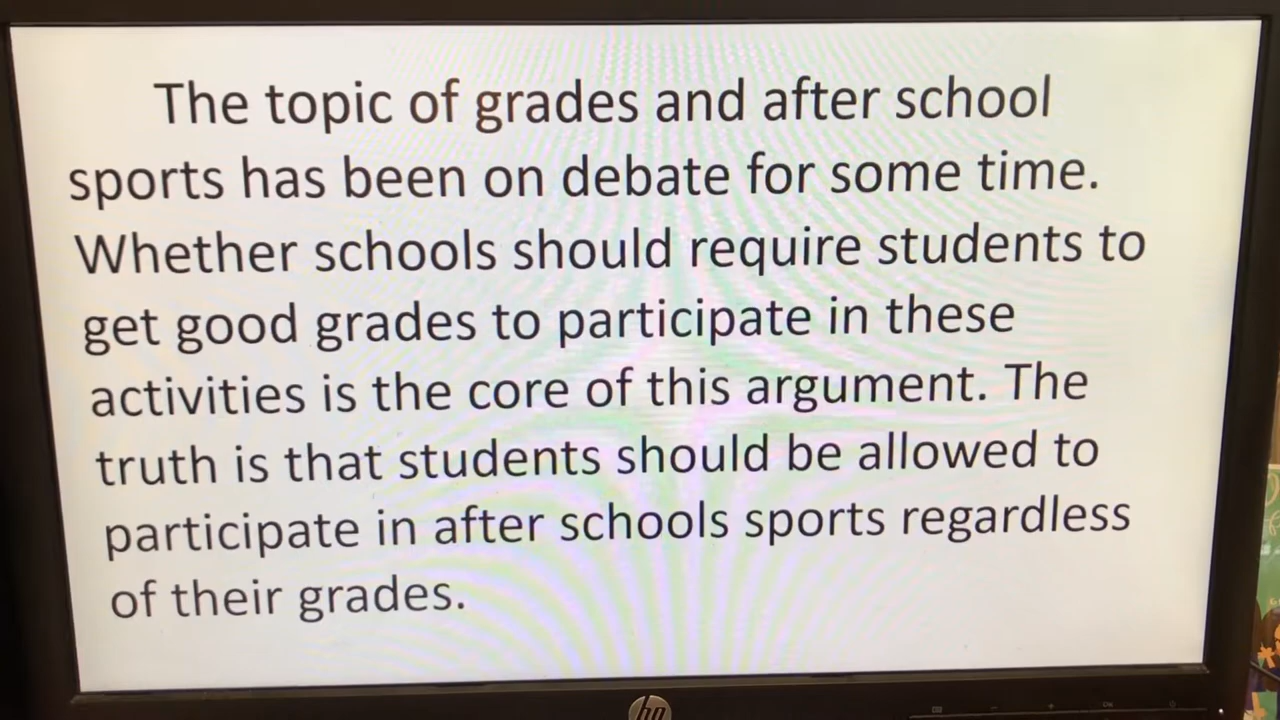 The topic of grades and after school
sports has been on debate for some time.
Whether schools should require students to
get good grades to participate in these
activities is the core of this argument. The
truth is that students should be allowed to
participate in after schools sports regardless
of their grades.
hp